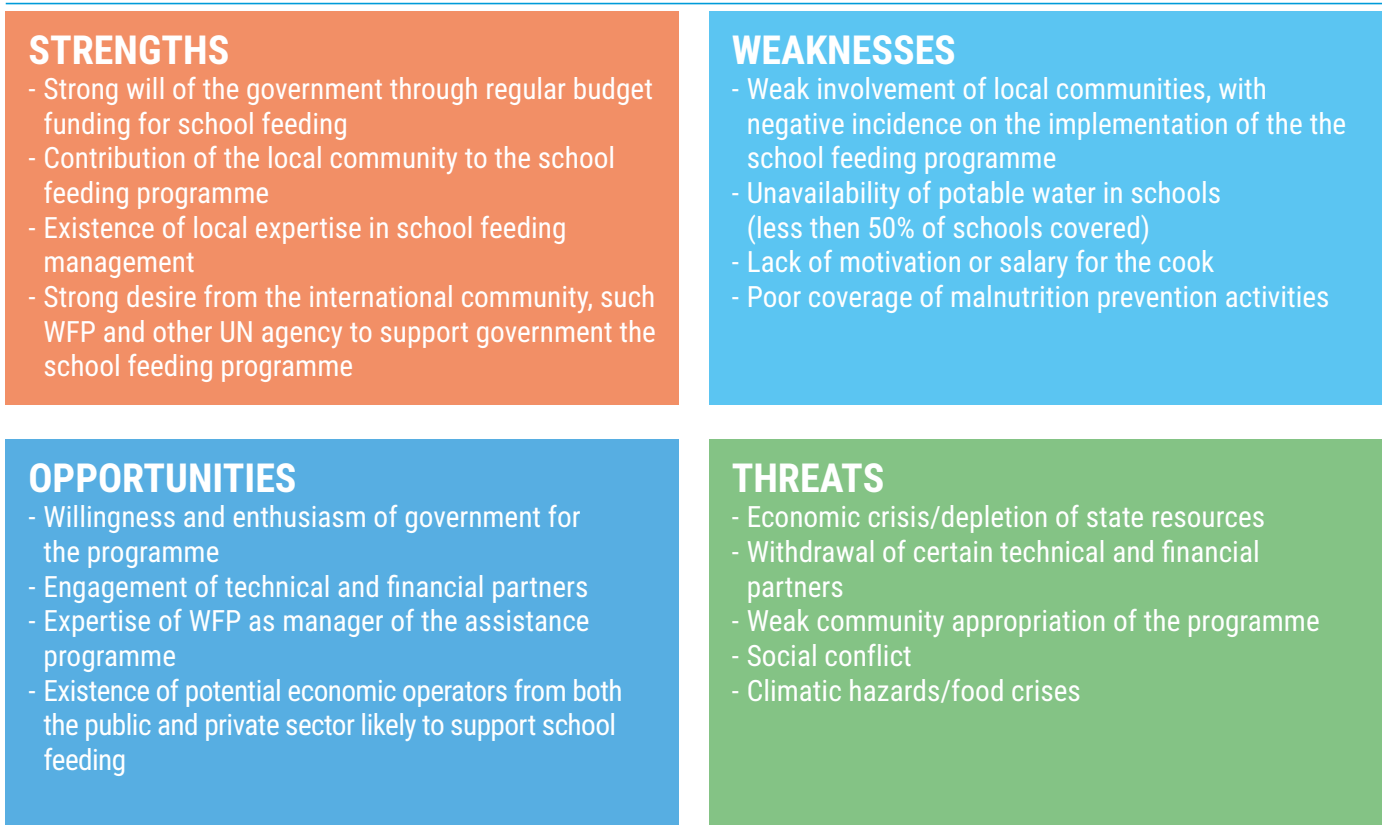 STRENGTHS
- Strong will of the government through regular budget
funding for school feeding
- Contribution of the local community to the school
feeding programme
- Existence of local expertise in school feeding
management
- Strong desire from the international community, such
WFP and other UN agency to support government the
school feeding programme
WEAKNESSES
- Weak involvement of local communities, with
negative incidence on the implementation of the the
school feeding programme
- Unavailability of potable water in schools
(less then 50% of schools covered)
- Lack of motivation or salary for the cook
- Poor coverage of malnutrition prevention activities
OPPORTUNITIES
- Willingness and enthusiasm of government for
the programme
- Engagement of technical and financial partners
- Expertise of WFP as manager of the assistance
programme
- Existence of potential economic operators from both
the public and private sector likely to support school
feeding
THREATS
- Economic crisis/depletion of state resources
- Withdrawal of certain technical and financial
partners
- Weak community appropriation of the programme
- Social conflict
- Climatic hazards/food crises